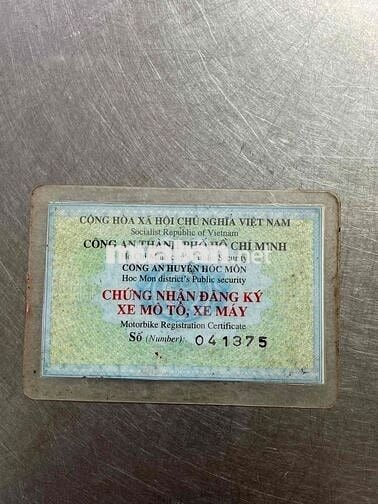 CÔNG HÒA XÃ HỘI CHỦ NGHĨA VIỆT NAM
Socialist Republic of Vietnam
CÔNG AN THÀNH PHỐ HỒ CHÍ MINH
Security
CÔNG AN HUYỆN HÓC MÔN
Hoc Mon district's Public security
CHỨNG NHẬN ĐĂNG KÝ
XE MÔ TÔ, XE MÁY
Motorbike Registration Certificate
Số (Number): 041375